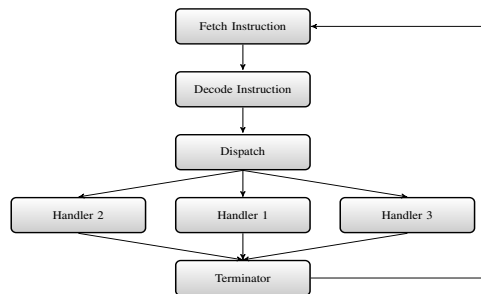 Fetch Instruction
Decode Instruction
Dispatch
Handler 2
Handler 1
Handler 3
Terminator